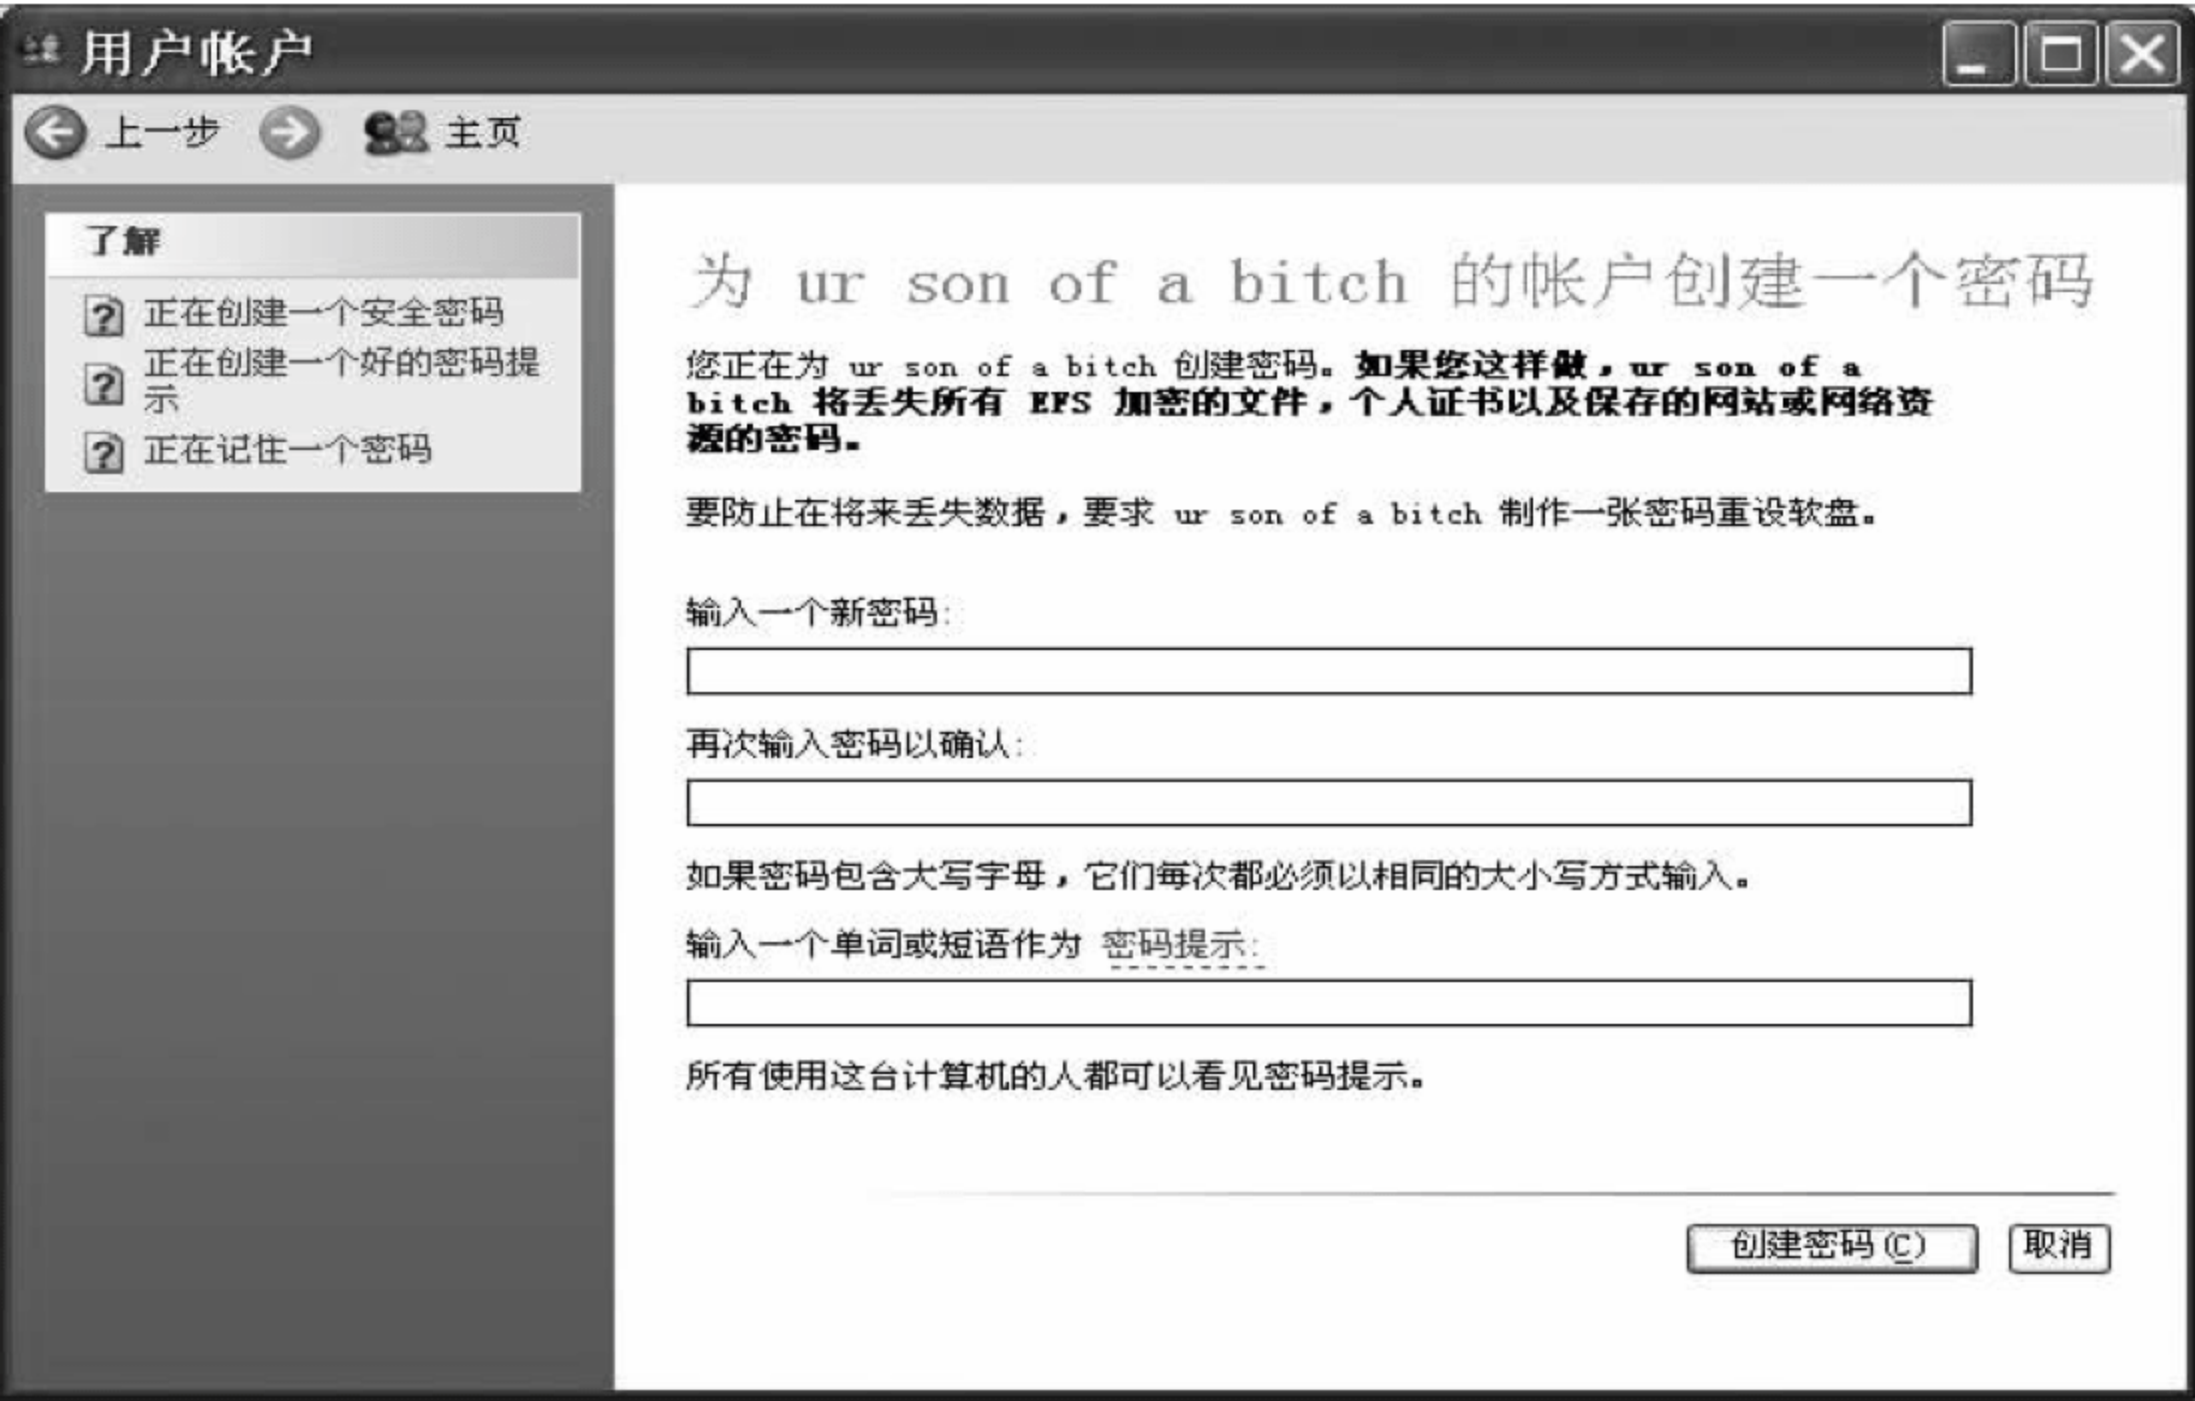 用户帐户
上一步 主页
了解
正在创建一个安全密码
正在创建一个好的密码提
示
正在记住一个密码
为 ur son of a bitch 的帐户创建一个密码
您正在为 ur son of a bitch 创建密码。如果您这样做，ur son of a
bitch 将丢失所有 EFS 加密的文件，个人证书以及保存的网站或网络资
源的密码。
要防止在将来丢失数据，要求 ur son of a bitch 制作一张密码重设软盘。
输入一个新密码:
再次输入密码以确认:
如果密码包含大写字母，它们每次都必须以相同的大小写方式输入。
输入一个单词或短语作为 密码提示:
所有使用这台计算机的人都可以看见密码提示。
创建密码(C) 取消